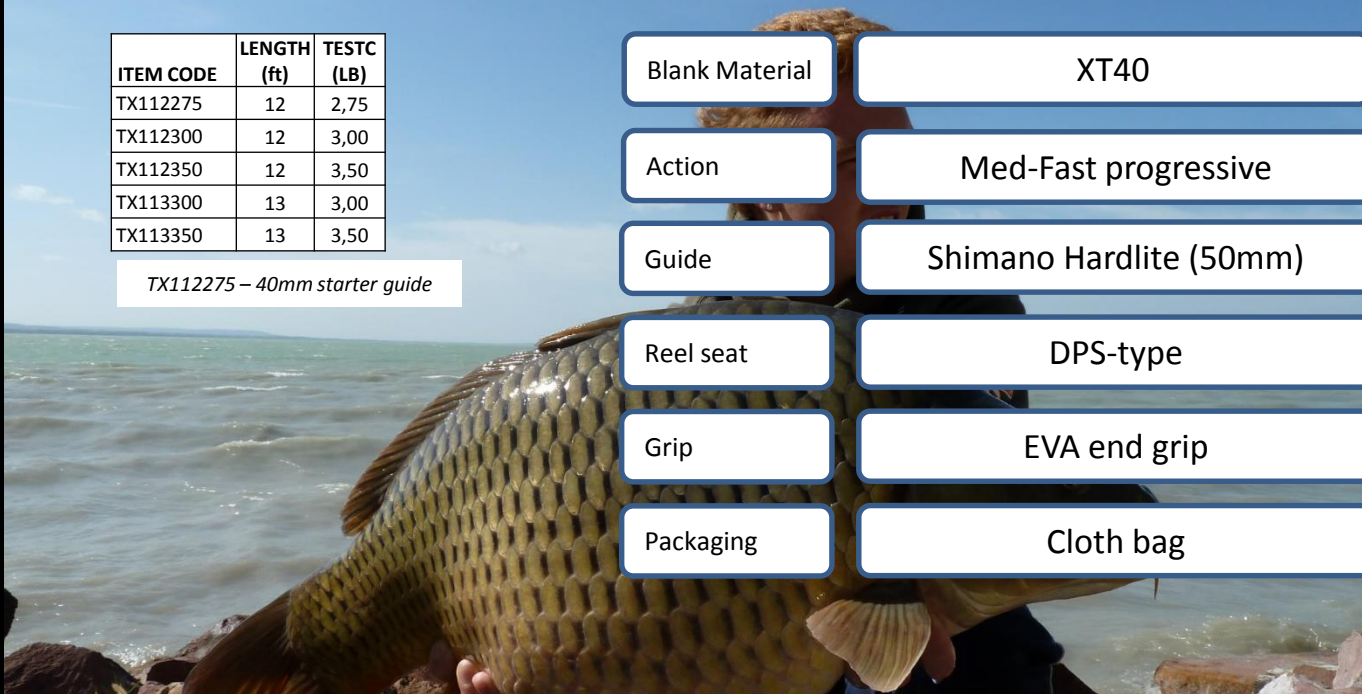 ITEM CODE LENGTH (ft) TESTC (LB)
TX112275 12 2,75
TX112300 12 3,00
TX112350 12 3,50
TX113300 13 3,00
TX113350 13 3,50
TX112275 – 40mm starter guide
Blank Material XT40
Action Med-Fast progressive
Guide Shimano Hardlite (50mm)
Reel seat DPS-type
Grip EVA end grip
Packaging Cloth bag